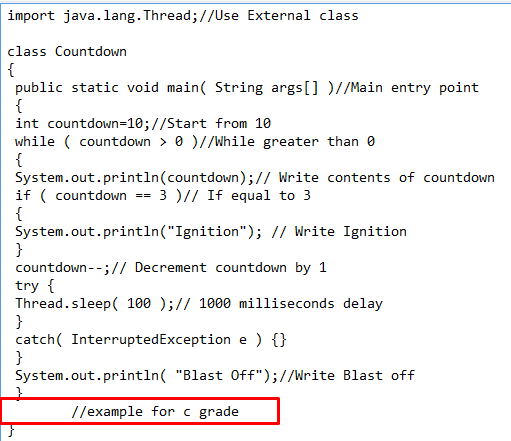 import java.lang.Thread;//Use External class
class Countdown
{
public static void main( String args[] )//Main entry point
{
int countdown=10;//Start from 10
while ( countdown > 0 )//While greater than 0
{
System.out.println(countdown);// Write contents of countdown
if ( countdown == 3 )// If equal to 3
{
System.out.println("Ignition"); // Write Ignition
}
countdown--;// Decrement countdown by 1
try {
Thread.sleep( 100 );// 1000 milliseconds delay
}
catch( InterruptedException e ) {}
}
System.out.println( "Blast Off");//Write Blast off
}
//example for c grade
}